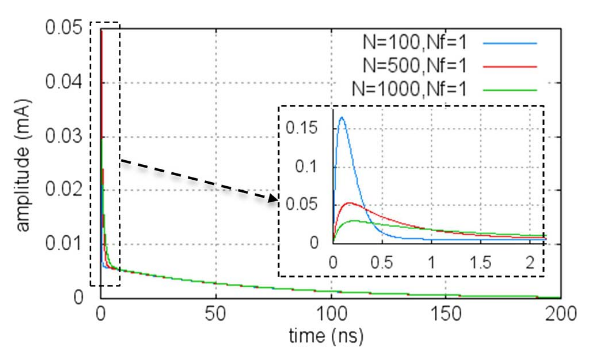 0.05
N=100,Nf=1
N=500,Nf=1
N=1000,Nf=1
0.04
0.03
0.02
0.01
0
amplitude (mA)
0.15
0.1
0.05
0
0 0.5 1 1.5 2
0 50 100 150 200
time (ns)